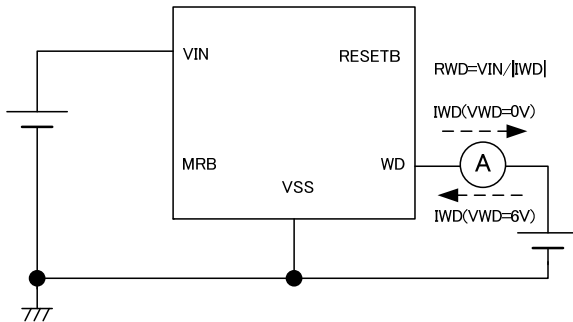 VIN
RESETB
RWD=VIN/|IWD|
IWD(VWD=0V)
MRB
WD
A
VSS
IWD(VWD=6V)